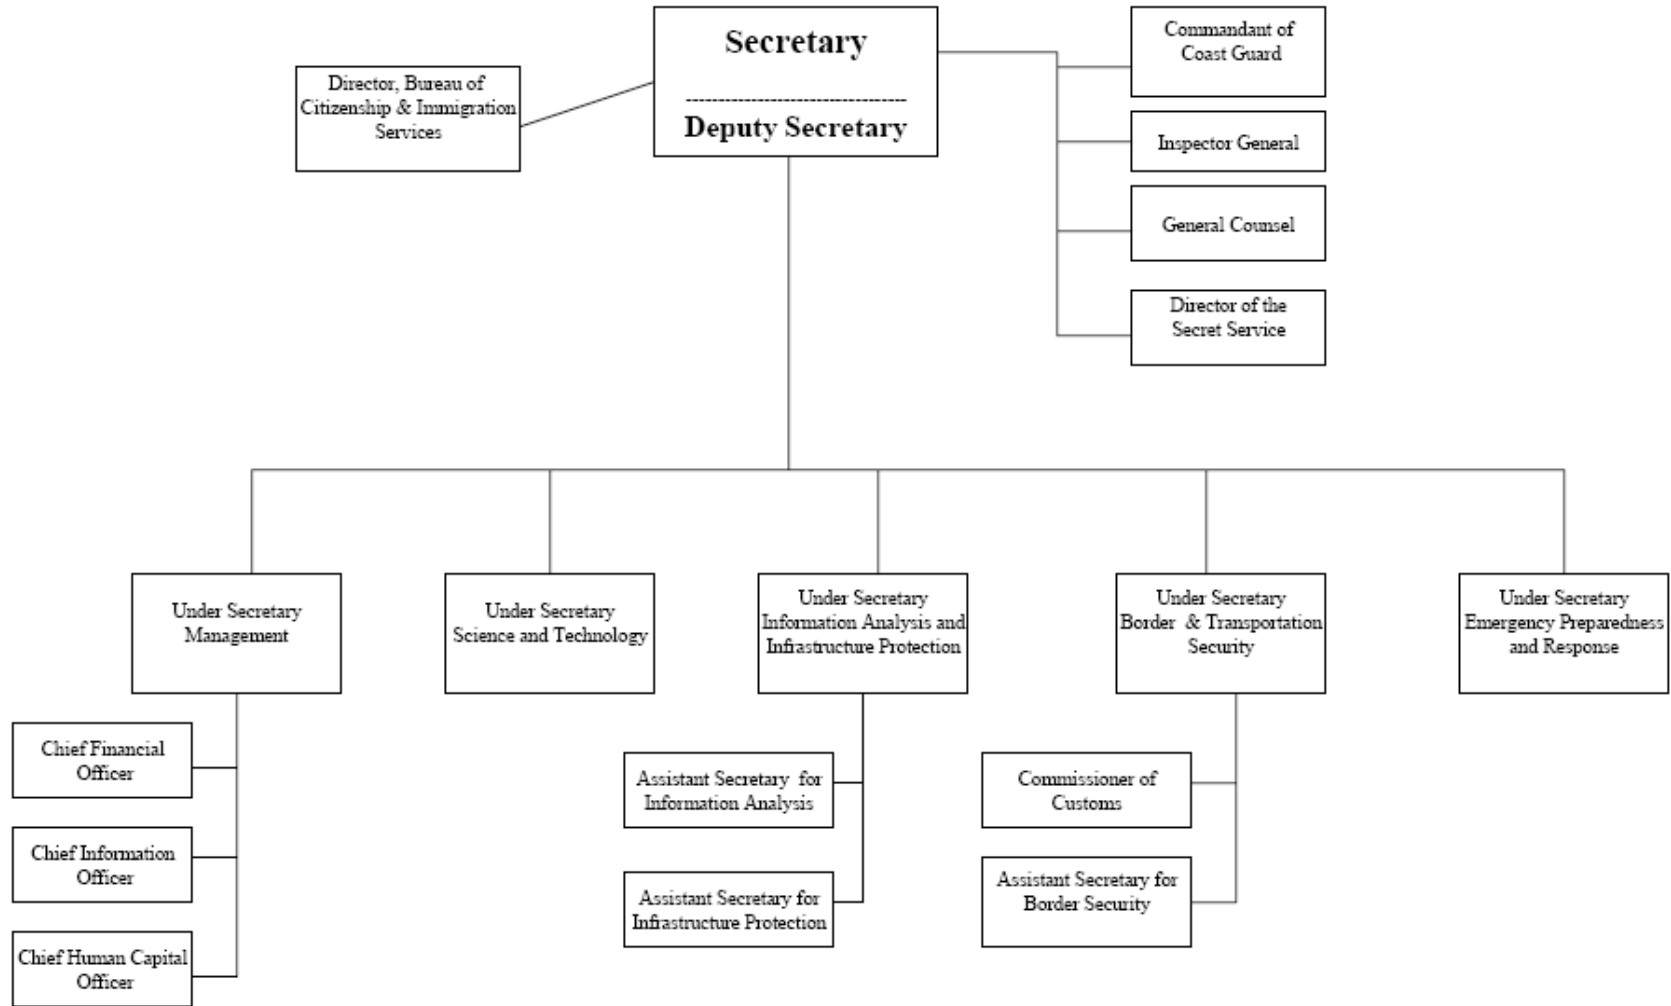 Secretary
----------------------------------
Deputy Secretary
Director, Bureau of
Citizenship & Immigration
Services
Commandant of
Coast Guard
Inspector General
General Counsel
Director of the
Secret Service
Under Secretary
Management
Under Secretary
Science and Technology
Under Secretary
Information Analysis and
Infrastructure Protection
Under Secretary
Border & Transportation
Security
Under Secretary
Emergency Preparedness
and Response
Chief Financial
Officer
Chief Information
Officer
Chief Human Capital
Officer
Assistant Secretary for
Information Analysis
Assistant Secretary for
Infrastructure Protection
Commissioner of
Customs
Assistant Secretary for
Border Security